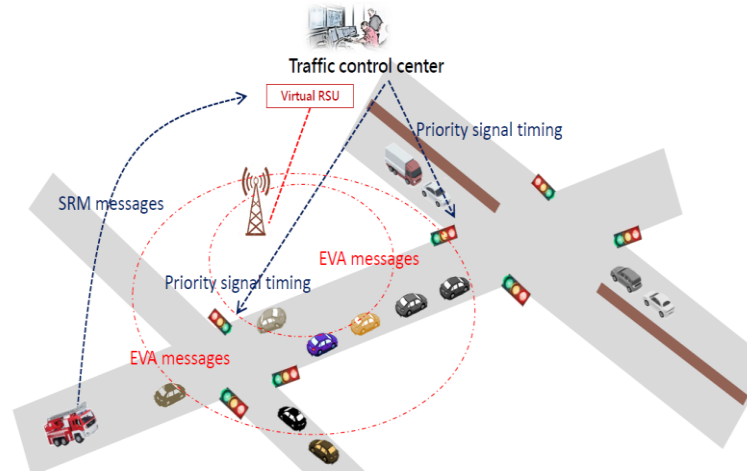 Traffic control center
Virtual RSU
Priority signal timing
SRM messages
EVA messages
Priority signal timing
EVA messages